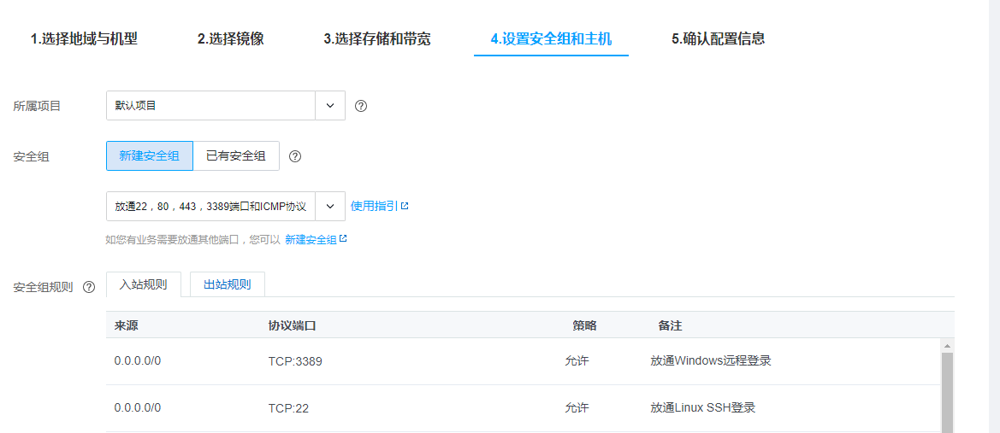 1.选择地域与机型 2.选择镜像 3.选择存储和带宽 4.设置安全组和主机 5.确认配置信息
所属项目 默认项目
安全组 新建安全组 已有安全组
放通22，80，443，3389端口和ICMP协议 使用指引
如您有业务需要放通其他端口，您可以 新建安全组
安全组规则 入站规则 出站规则
来源 协议端口 策略 备注
0.0.0.0/0 TCP:3389 允许 放通Windows远程登录
0.0.0.0/0 TCP:22 允许 放通Linux SSH登录